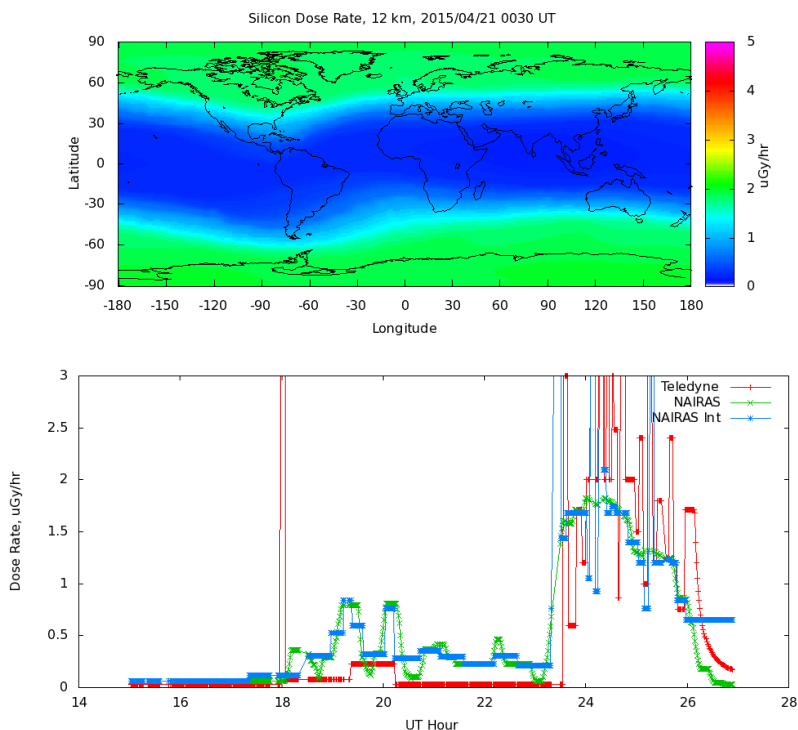 Silicon Dose Rate, 12 km, 2015/04/21 0030 UT
90
60
30
0
-30
-60
-90
Latitude
-180 -150 -120 -90 -60 -30 0 30 60 90 120 150 180
Longitude
5
4
3
2
1
0
uGy/hr
3
2.5
2
1.5
1
0.5
0
Dose Rate, uGy/hr
Teledyne
NAIRAS
NAIRAS Int
14 16 18 20 22 24 26 28
UT Hour